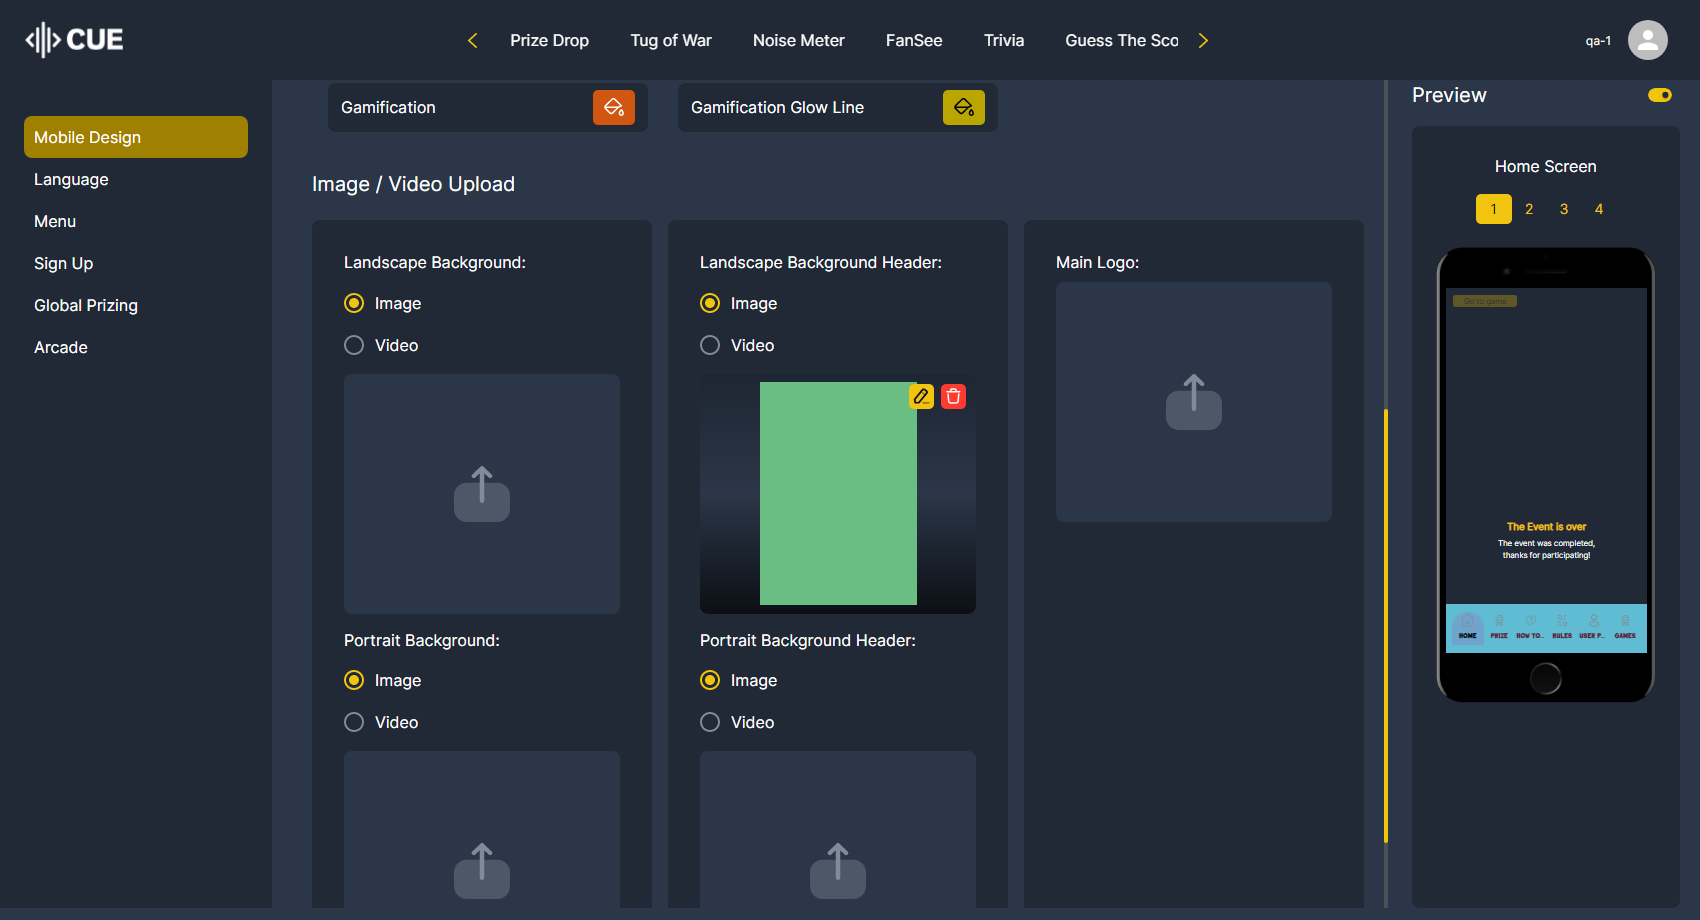 CUE
Prize Drop
Tug of War
Noise Meter
FanSee
Trivia
Guess The Sco
qa-1
Mobile Design
Language
Menu
Sign Up
Global Prizing
Arcade
Gamification
Gamification Glow Line
Image / Video Upload
Landscape Background:
Image
Video
Portrait Background:
Image
Video
Landscape Background Header:
Image
Video
Portrait Background Header:
Image
Video
Main Logo:
Preview
Home Screen
1 2 3 4
Go to game
The Event is over
The event was completed,
thanks for participating!
HOME PRIZE HOW TO.. RULES USER P.. GAMES